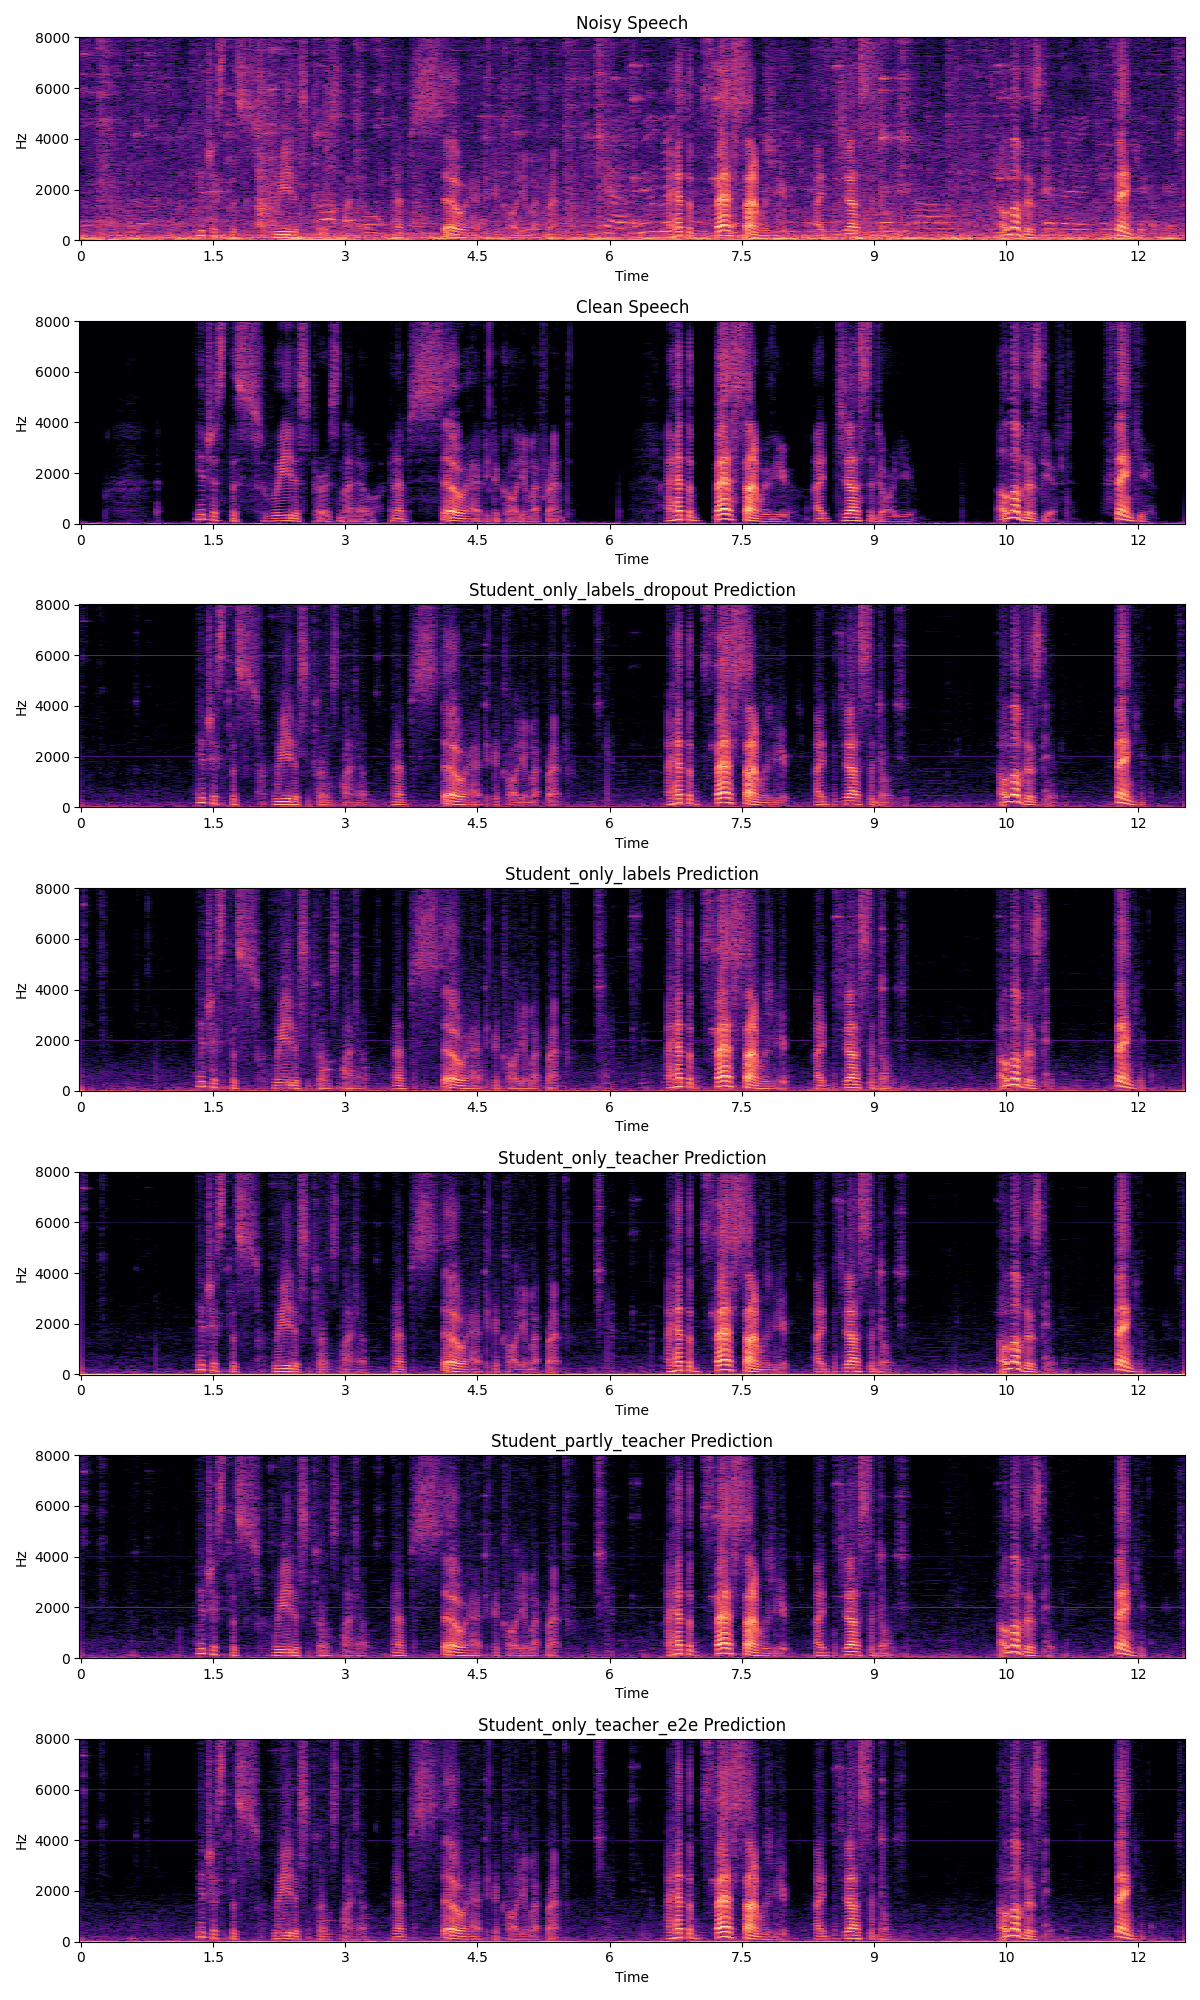 Noisy Speech
8000
6000
4000
2000
0
Hz
0 1.5 3 4.5 6 7.5 9 10 12
Time
Clean Speech
8000
6000
4000
2000
0
Hz
0 1.5 3 4.5 6 7.5 9 10 12
Time
Student_only_labels_dropout Prediction
8000
6000
4000
2000
0
Hz
0 1.5 3 4.5 6 7.5 9 10 12
Time
Student_only_labels Prediction
8000
6000
4000
2000
0
Hz
0 1.5 3 4.5 6 7.5 9 10 12
Time
Student_only_teacher Prediction
8000
6000
4000
2000
0
Hz
0 1.5 3 4.5 6 7.5 9 10 12
Time
Student_partly_teacher Prediction
8000
6000
4000
2000
0
Hz
0 1.5 3 4.5 6 7.5 9 10 12
Time
Student_only_teacher_e2e Prediction
8000
6000
4000
2000
0
Hz
0 1.5 3 4.5 6 7.5 9 10 12
Time